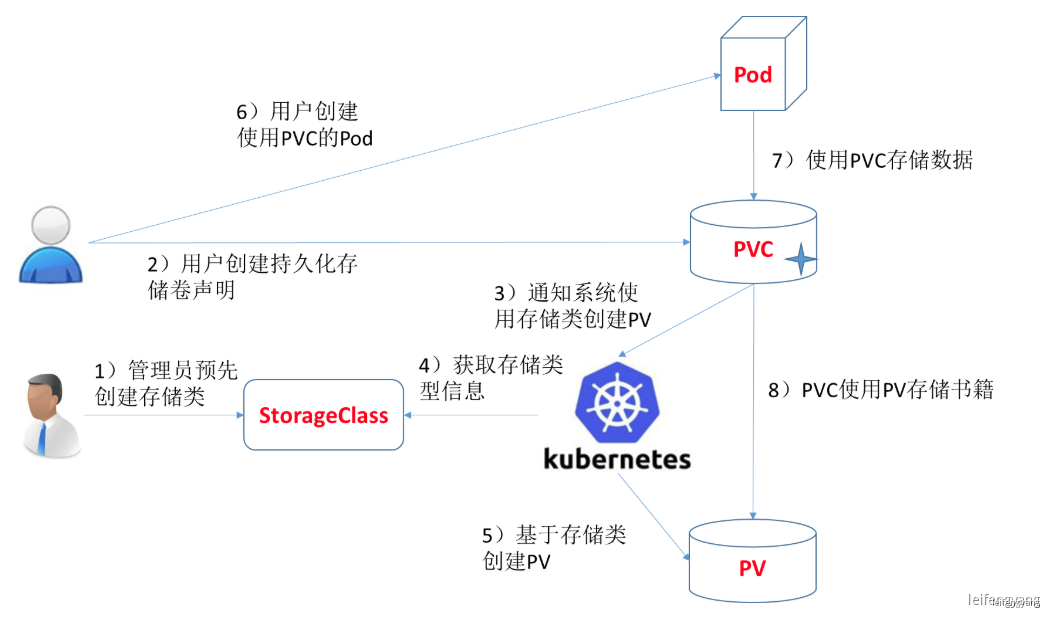 Pod
6）用户创建
使用PVC的Pod
7）使用PVC存储数据
PVC
2）用户创建持久化存
储卷声明
3）通知系统使
用存储类创建PV
1）管理员预先
创建存储类
4）获取存储类
型信息
StorageClass
8）PVC使用PV存储书籍
kubernetes
5）基于存储类
创建PV
PV
leifengyang